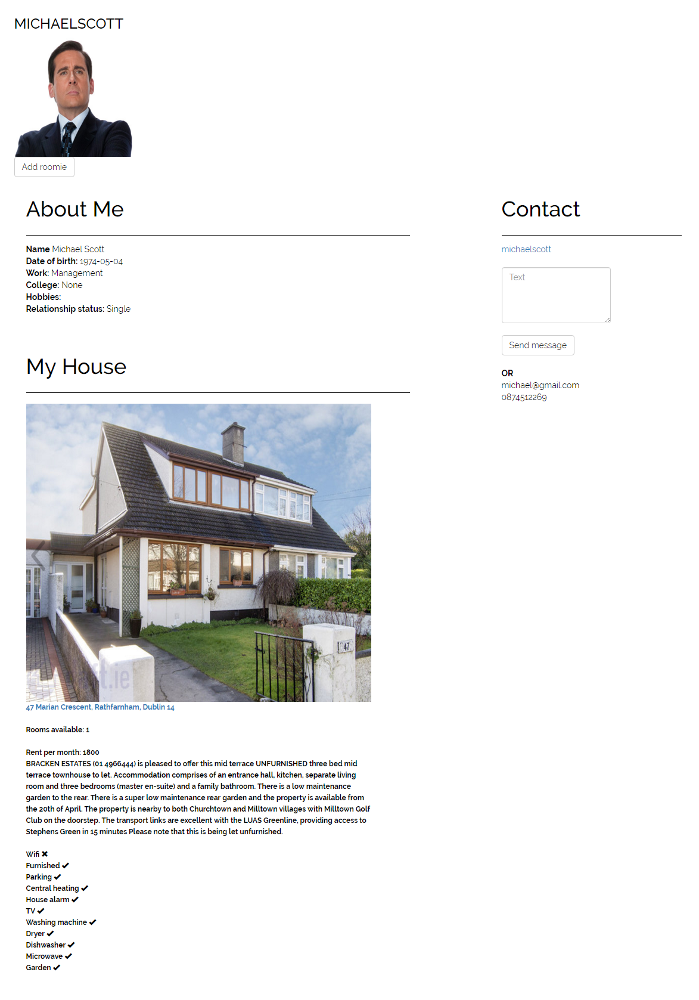 MICHAELSCOTT
Add roomie
About Me
Name Michael Scott
Date of birth: 1974-05-04
Work: Management
College: None
Hobbies:
Relationship status: Single
Contact
michaelscott
Text
Send message
OR
michael@gmail.com
0874512269
My House
47
ft.ie
47 Marian Crescent, Rathfarnham, Dublin 14
Rooms available: 1
Rent per month: 1800
BRACKEN ESTATES (01 4966444) is pleased to offer this mid terrace UNFURNISHED three bed mid
terrace townhouse to let. Accommodation comprises of an entrance hall, kitchen, separate living
room and three bedrooms (master en-suite) and a family bathroom. There is a low maintenance
garden to the rear. There is a super low maintenance rear garden and the property is available from
the 20th of April. The property is nearby to both Churchtown and Milltown villages with Milltown Golf
Club on the doorstep. The transport links are excellent with the LUAS Greenline, providing access to
Stephens Green in 15 minutes Please note that this is being let unfurnished.
Wifi ✖
Furnished ✔
Parking ✔
Central heating ✔
House alarm ✔
TV ✔
Washing machine ✔
Dryer ✔
Dishwasher ✔
Microwave ✔
Garden ✔